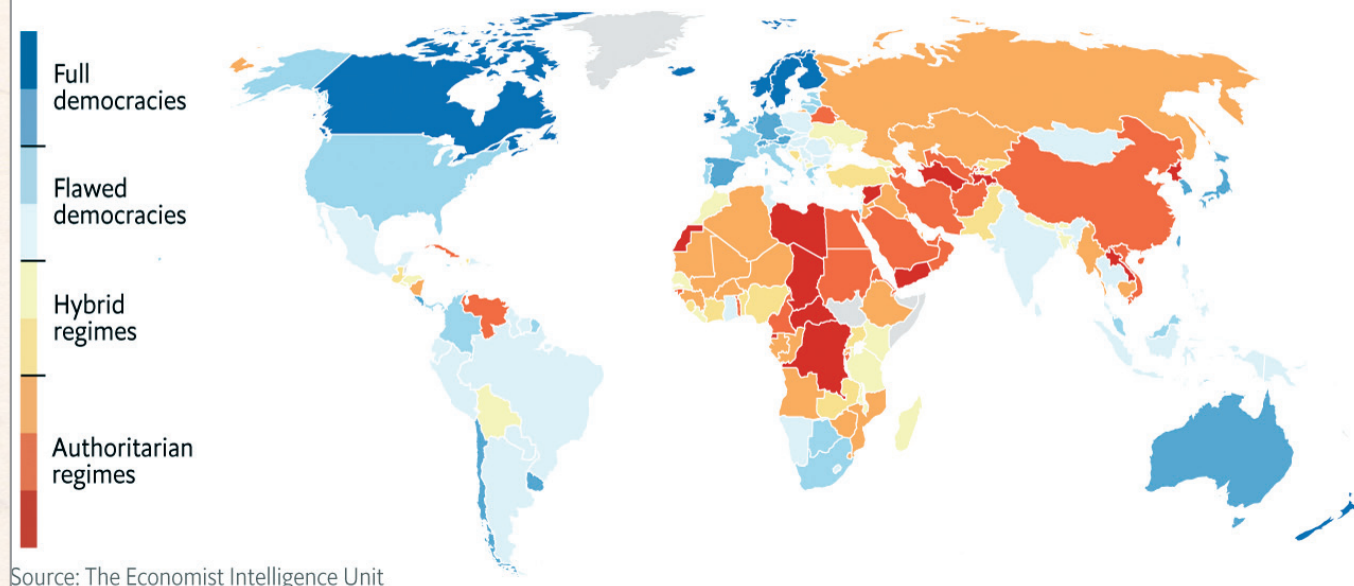 Full
democracies
Flawed
democracies
Hybrid
regimes
Authoritarian
regimes
Source: The Economist Intelligence Unit